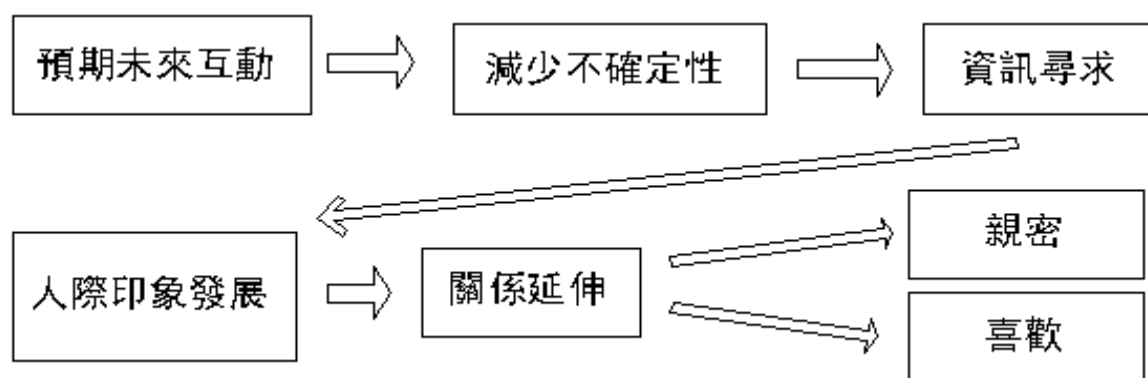 預期未來互動
減少不確定性
資訊尋求
人際印象發展
關係延伸
親密
喜歡